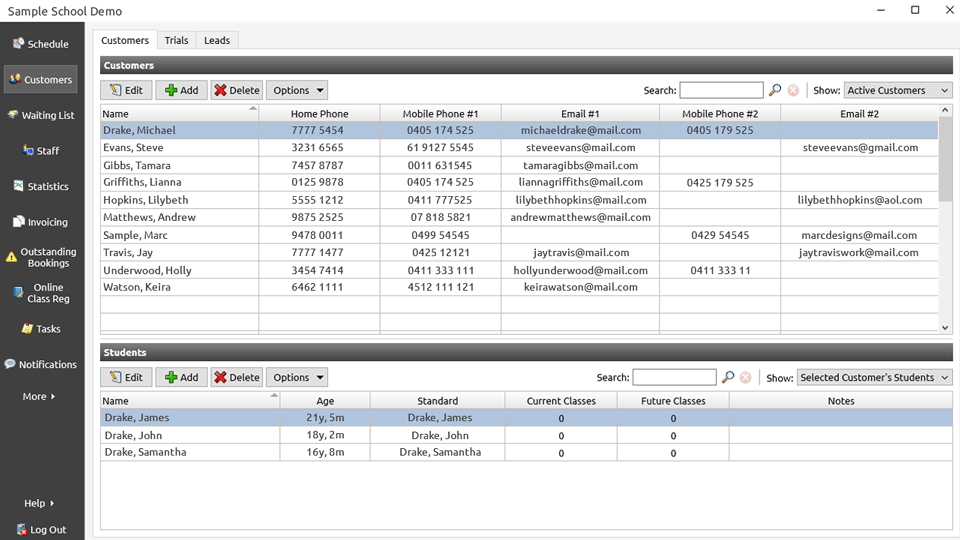 Sample School Demo
Schedule
Customers
Waiting List
Staff
Statistics
Invoicing
Outstanding
Bookings
Online
Class Reg
Tasks
Notifications
More
Help
Log Out
Customers Trials Leads
Customers
Edit Add Delete Options Search: Show: Active Customers
Name Home Phone Mobile Phone #1 Email #1 Mobile Phone #2 Email #2
Drake, Michael 7777 5454 0405 174 525 michaeldrake@mail.com 0405 179 525
Evans, Steve 3231 6565 61 9127 5545 steveevans@mail.com steveevans@gmail.com
Gibbs, Tamara 7457 8787 0011 631545 tamaragibbs@mail.com
Griffiths, Lianna 0125 9878 0405 174 525 liannagriffiths@mail.com 0425 179 525
Hopkins, Lilybeth 5555 1212 0411 777525 lilybethhopkins@mail.com lilybethhopkins@aol.com
Matthews, Andrew 9875 2525 07 818 5821 andrewmatthews@mail.com
Sample, Marc 9478 0011 0499 54545 0429 54545 marcdesigns@mail.com
Travis, Jay 7777 1477 0425 12121 jaytravis@mail.com jaytraviswork@mail.com
Underwood, Holly 3454 7414 0411 333 111 hollyunderwood@mail.com 0411 333 11
Watson, Keira 6462 1111 4512 111 121 keirawatson@mail.com
Students
Edit Add Delete Options Search: Show: Selected Customer's Students
Name Age Standard Current Classes Future Classes Notes
Drake, James 21y, 5m Drake, James 0 0
Drake, John 18y, 2m Drake, John 0 0
Drake, Samantha 16y, 8m Drake, Samantha 0 0